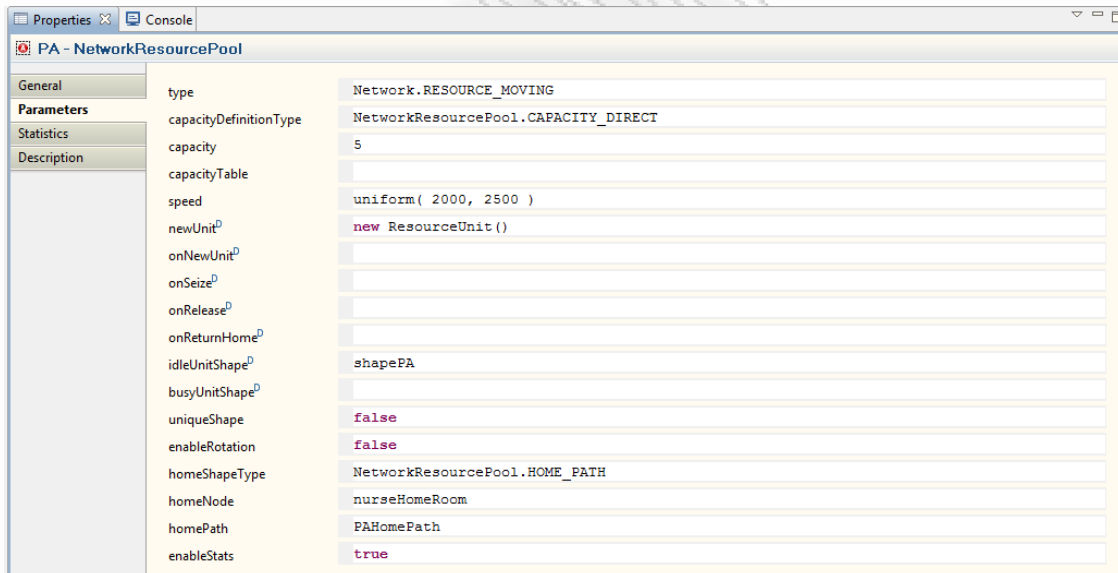 Properties Console
PA - NetworkResourcePool
General
Parameters
Statistics
Description
type Network.RESOURCE_MOVING
capacityDefinitionType NetworkResourcePool.CAPACITY_DIRECT
capacity 5
capacityTable
speed uniform( 2000, 2500 )
newUnitD new ResourceUnit()
onNewUnitD
onSeizeD
onReleaseD
onReturnHomeD
idleUnitShapeD shapePA
busyUnitShapeD
uniqueShape false
enableRotation false
homeShapeType NetworkResourcePool.HOME_PATH
homeNode nurseHomeRoom
homePath PAHomePath
enableStats true